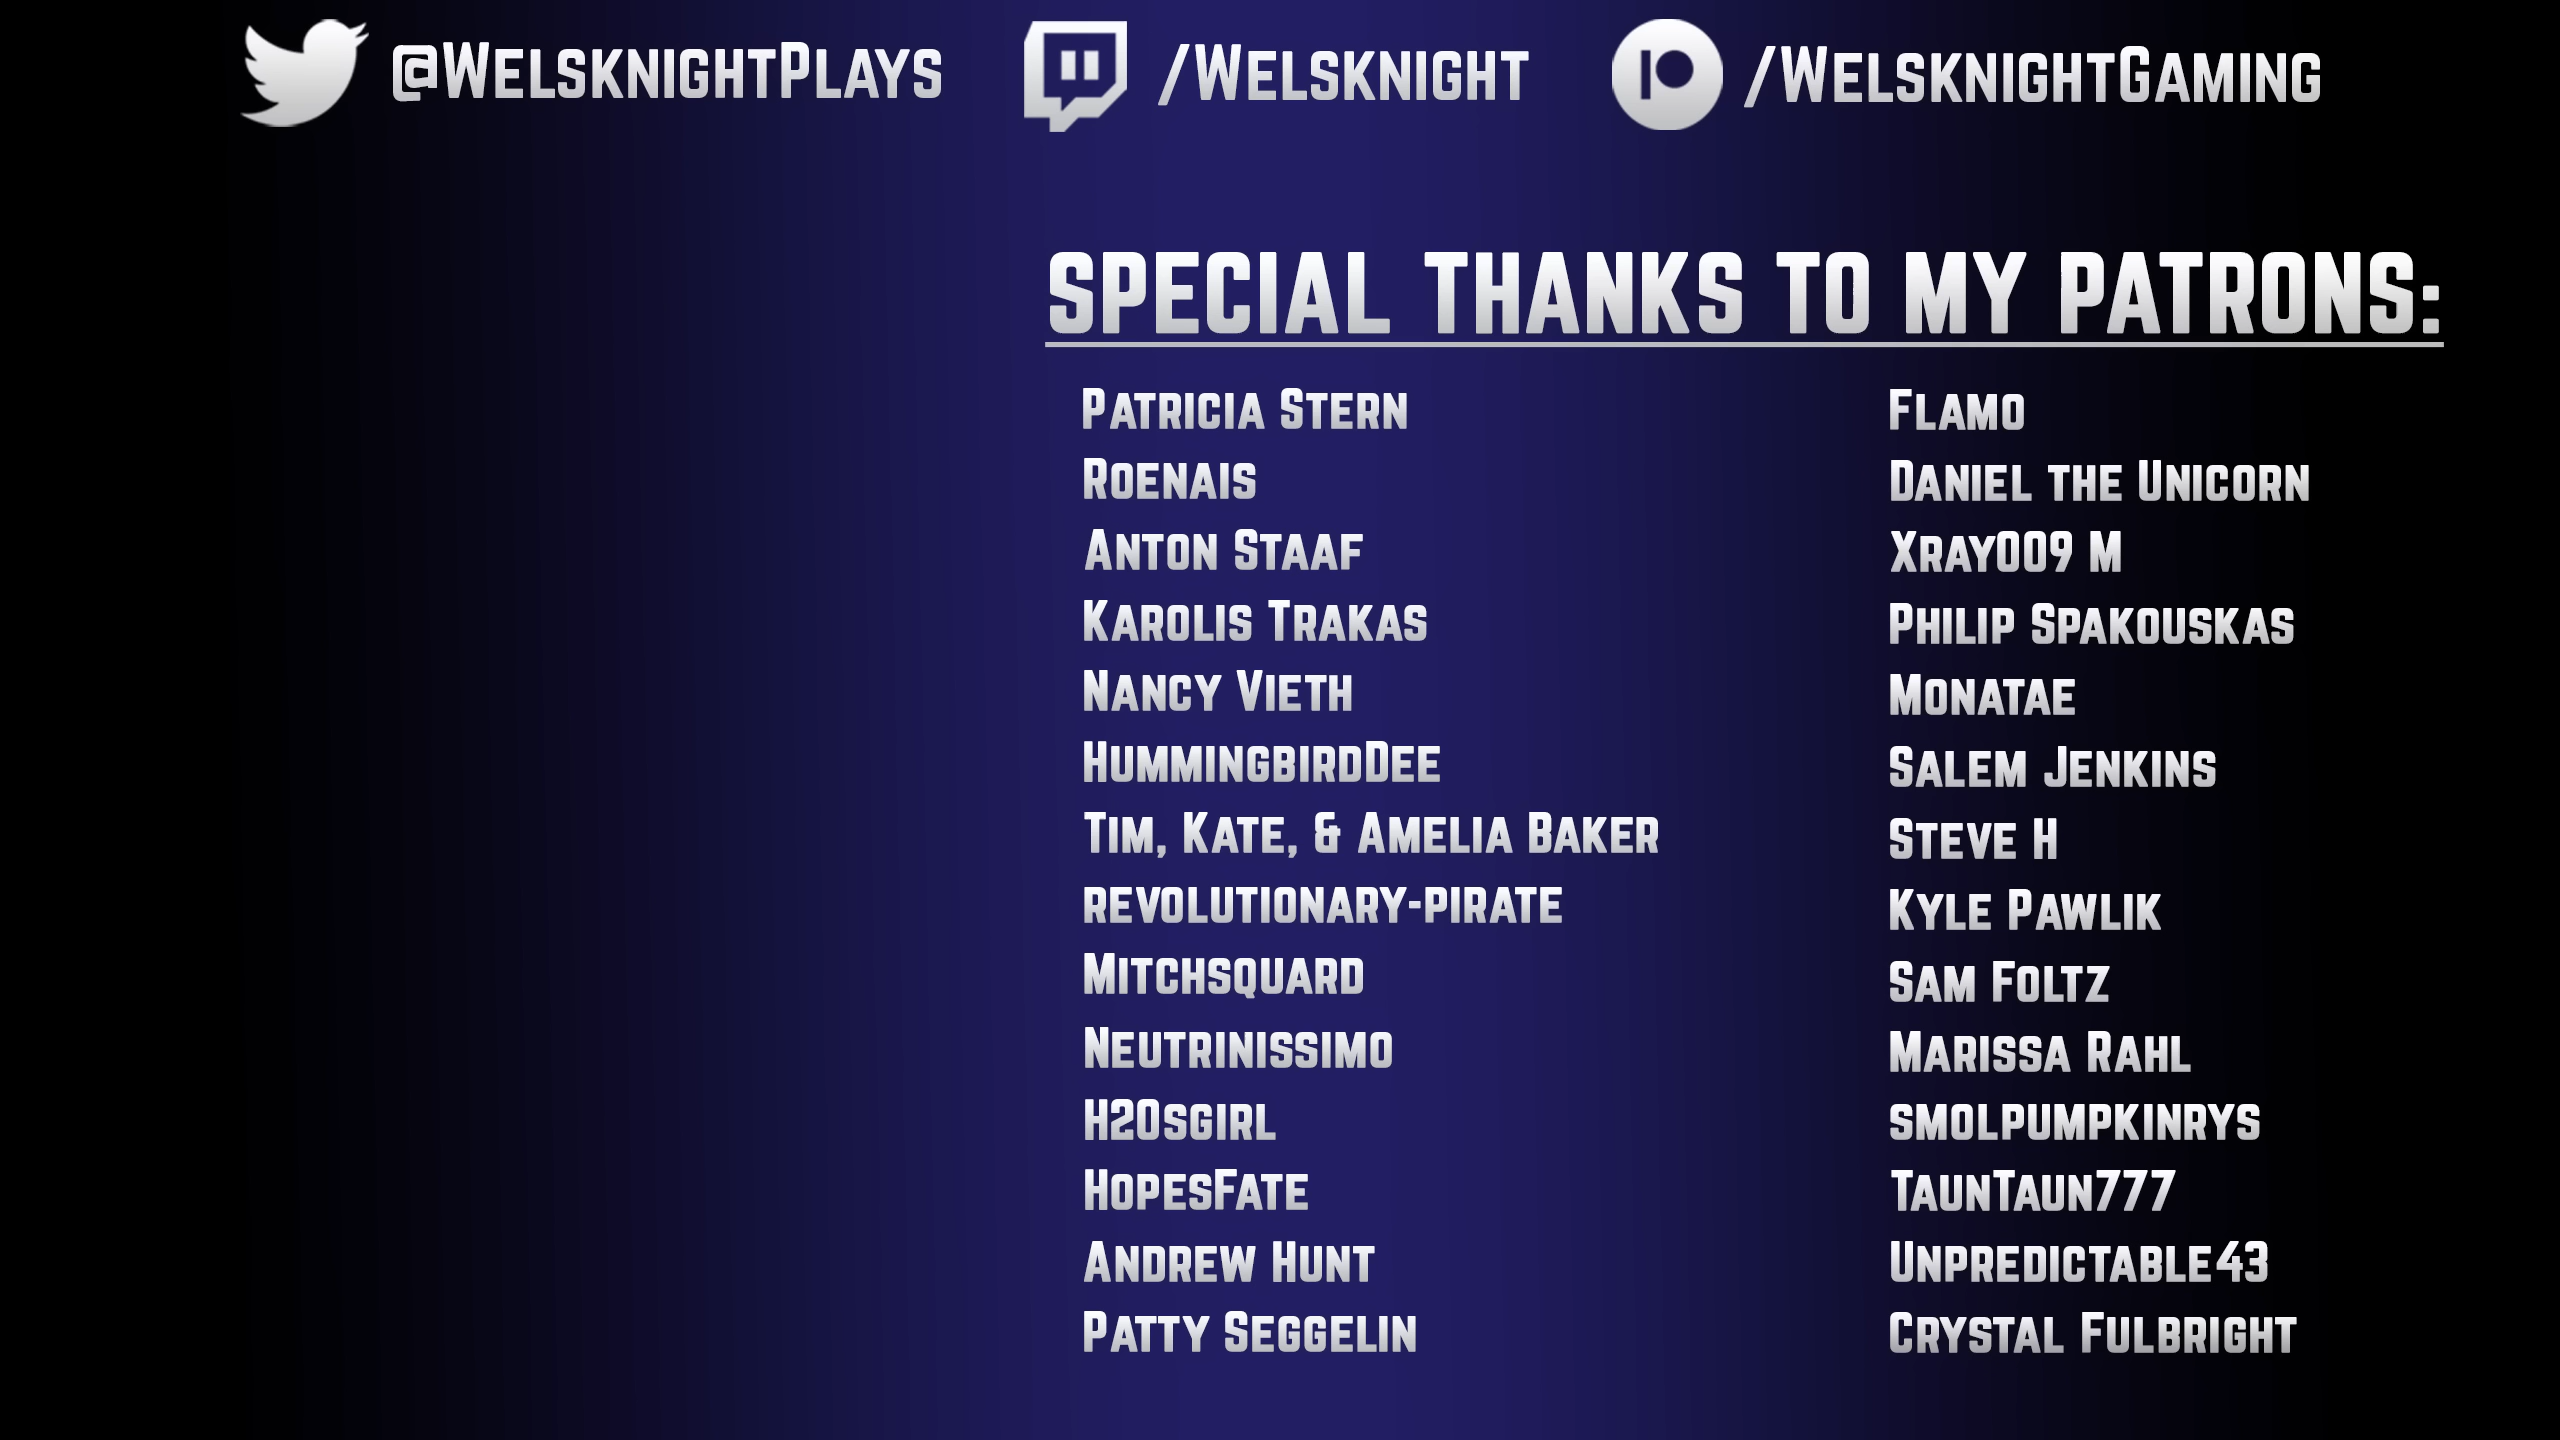 @WelsknightPlays /Welsknight /WelsknightGaming
SPECIAL THANKS TO MY PATRONS:
Patricia Stern
Roenais
Anton Staaf
Karolis Trakas
Nancy Vieth
HummingbirdDee
Tim, Kate, & Amelia Baker
revolutionary-pirate
Mitchsquard
Neutrinissimo
H2Osgirl
HopesFate
Andrew Hunt
Patty Seggelin
Flamo
Daniel the Unicorn
Xray009 M
Philip Spakouskas
Monatae
Salem Jenkins
Steve H
Kyle Pawlik
Sam Foltz
Marissa Rahl
smolpumpkinrys
TaunTaun777
Unpredictable43
Crystal Fulbright